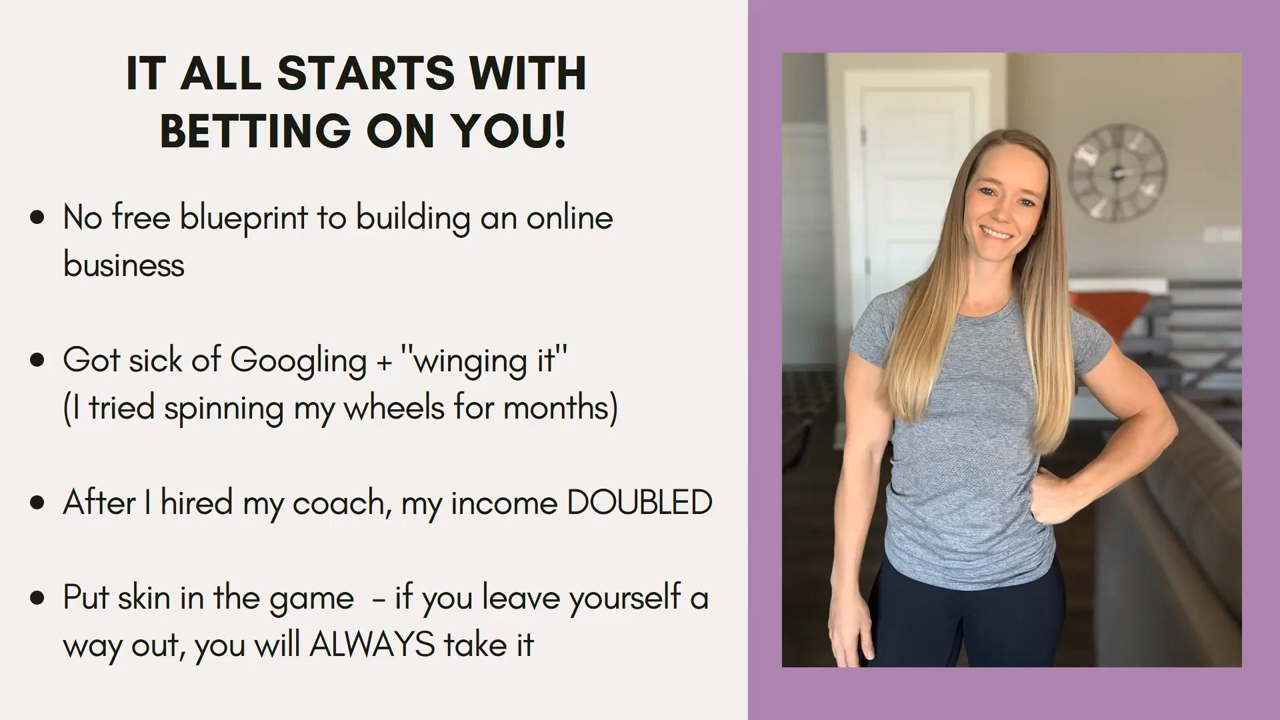 IT ALL STARTS WITH
BETTING ON YOU!
• No free blueprint to building an online
business
• Got sick of Googling + "winging it"
(I tried spinning my wheels for months)
• After I hired my coach, my income DOUBLED
• Put skin in the game - if you leave yourself a
way out, you will ALWAYS take it